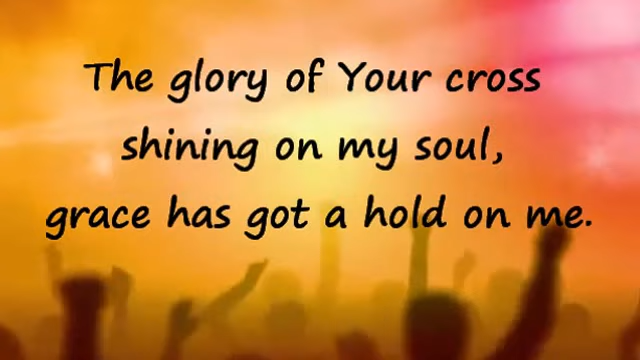 The glory of Your cross
shining on my soul,
grace has got a hold on me.